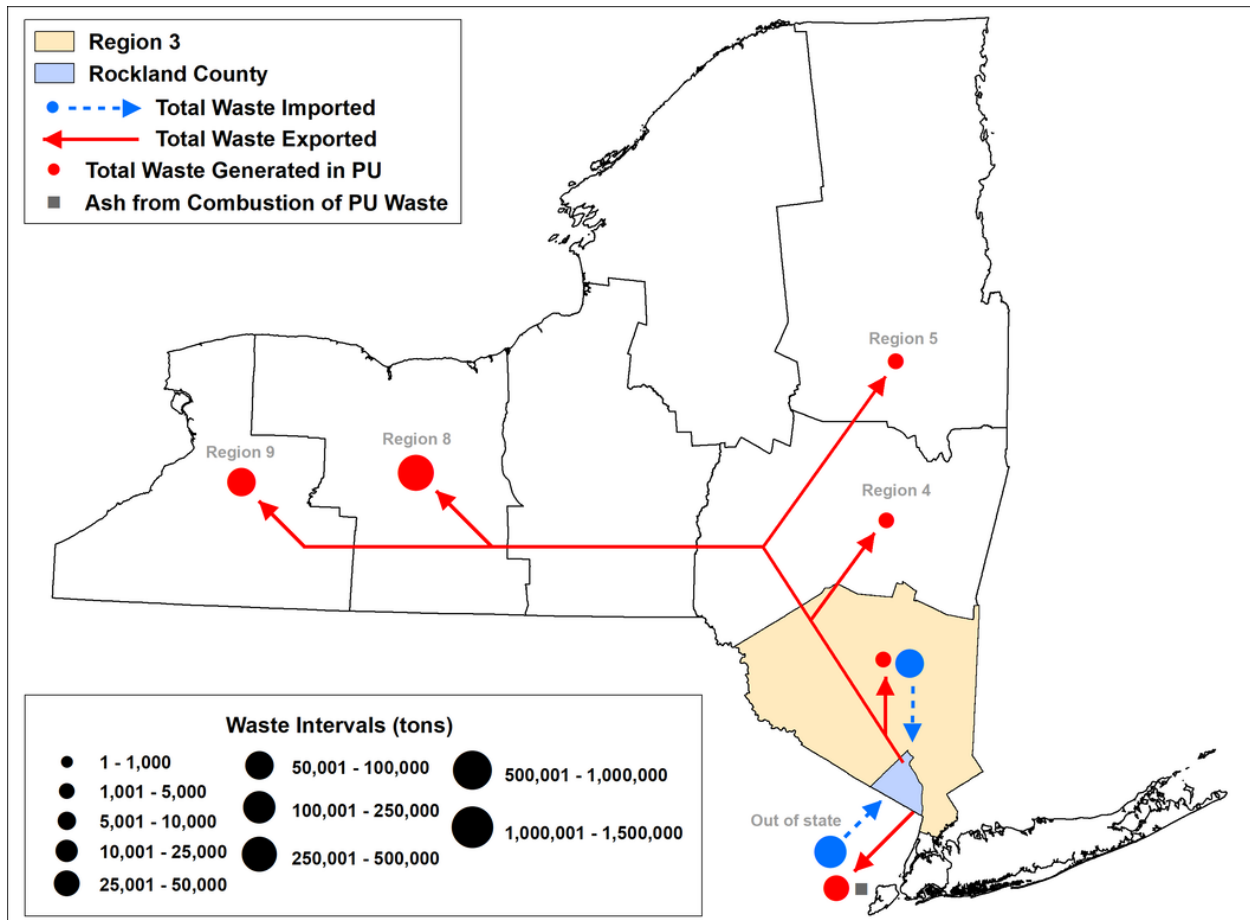 Region 3
Rockland County
Total Waste Imported
Total Waste Exported
Total Waste Generated in PU
Ash from Combustion of PU Waste
Region 5
Region 9
Region 8
Region 4
Out of state
Waste Intervals (tons)
1 - 1,000
1,001 - 5,000
5,001 - 10,000
10,001 - 25,000
25,001 - 50,000
50,001 - 100,000
100,001 - 250,000
250,001 - 500,000
500,001 - 1,000,000
1,000,001 - 1,500,000